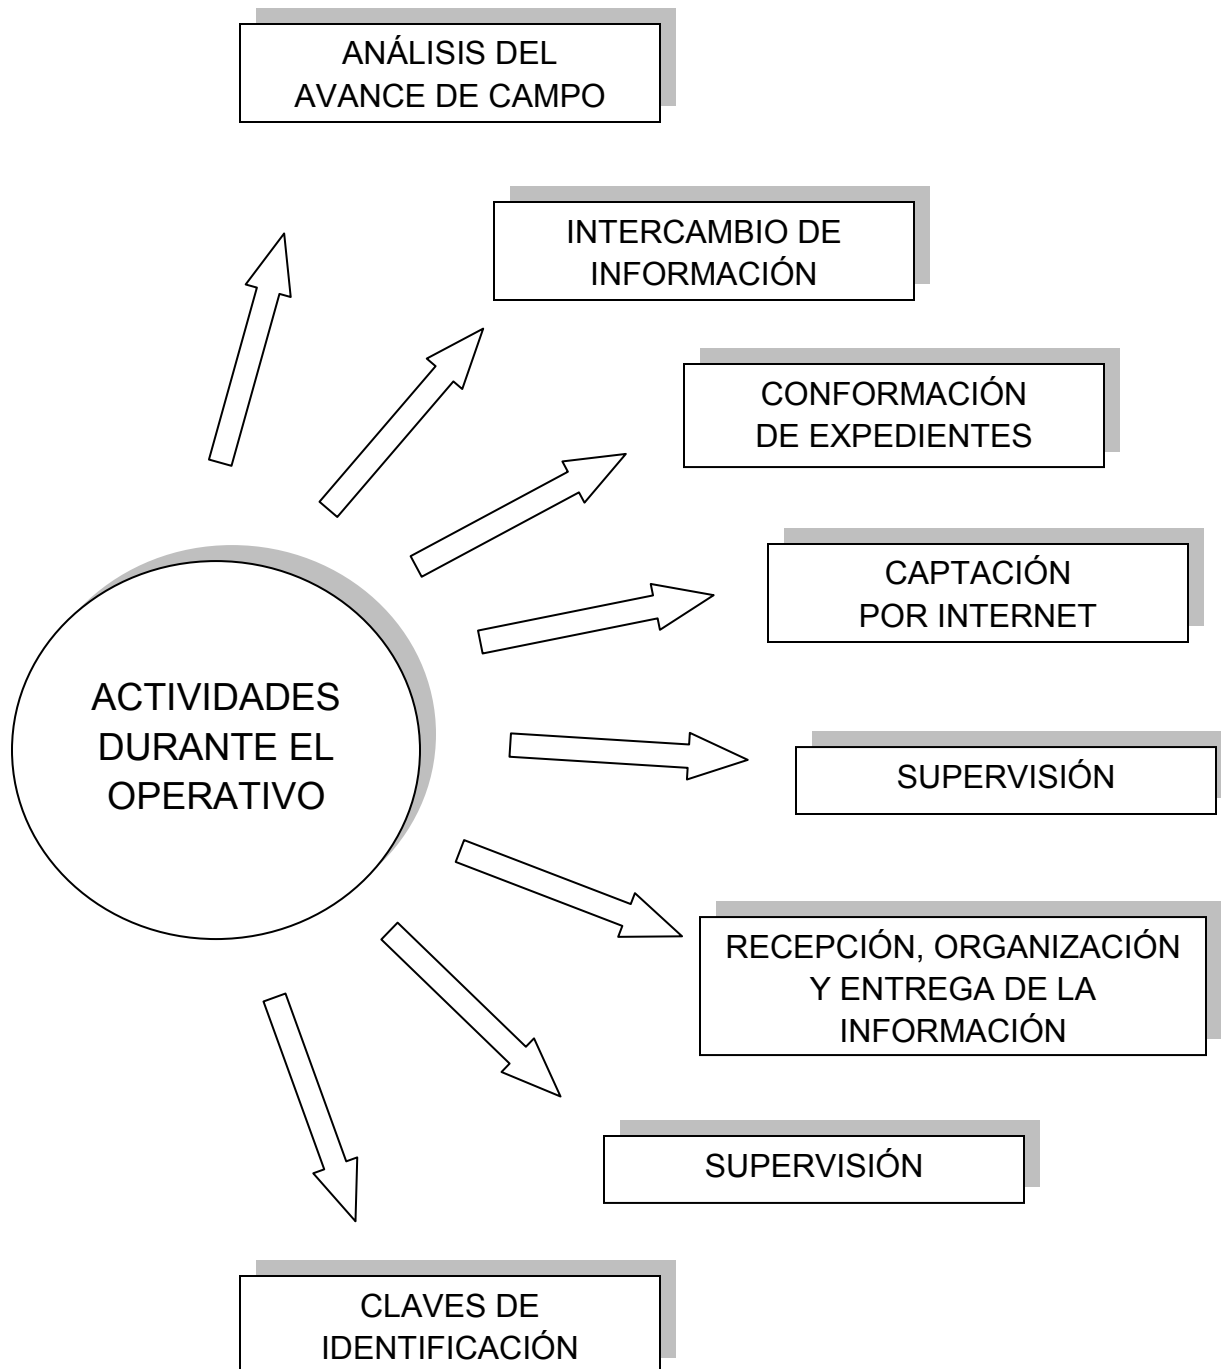 ANÁLISIS DEL
AVANCE DE CAMPO
INTERCAMBIO DE
INFORMACIÓN
CONFORMACIÓN
DE EXPEDIENTES
CAPTACIÓN
POR INTERNET
ACTIVIDADES
DURANTE EL
OPERATIVO
SUPERVISIÓN
RECEPCIÓN, ORGANIZACIÓN
Y ENTREGA DE LA
INFORMACIÓN
SUPERVISIÓN
CLAVES DE
IDENTIFICACIÓN